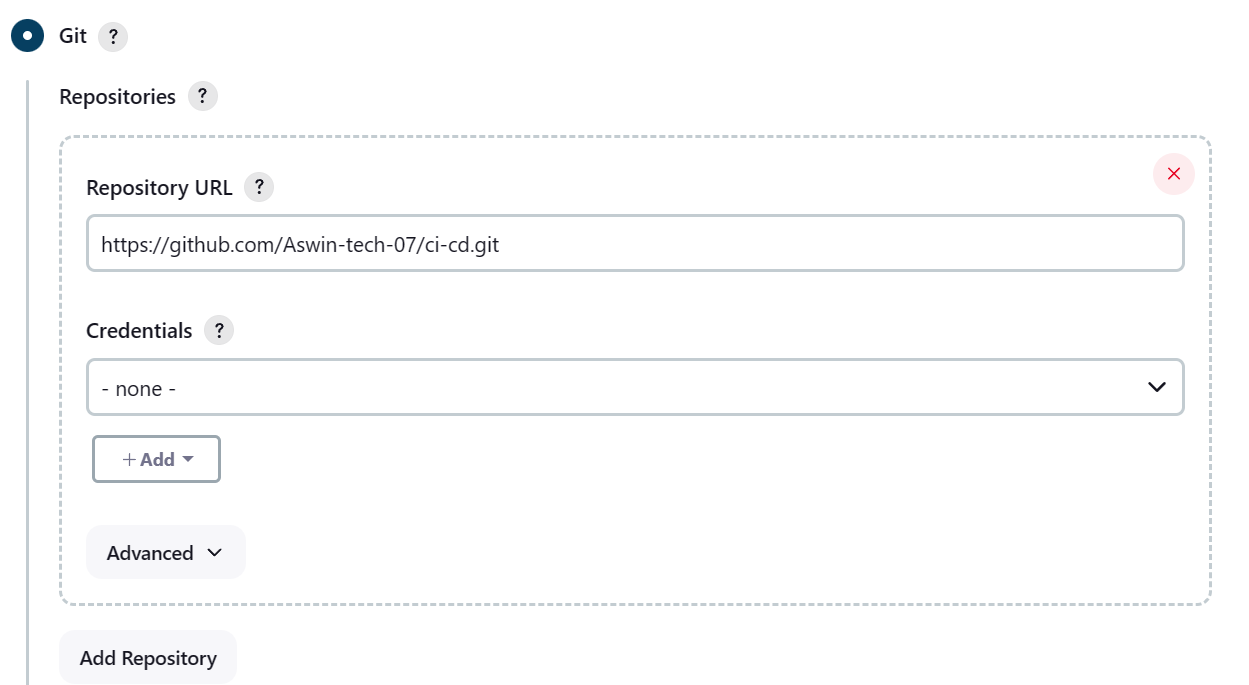 Git ?
Repositories ?
Repository URL ?
https://github.com/Aswin-tech-07/ci-cd.git
Credentials ?
- none -
+ Add
Advanced
Add Repository